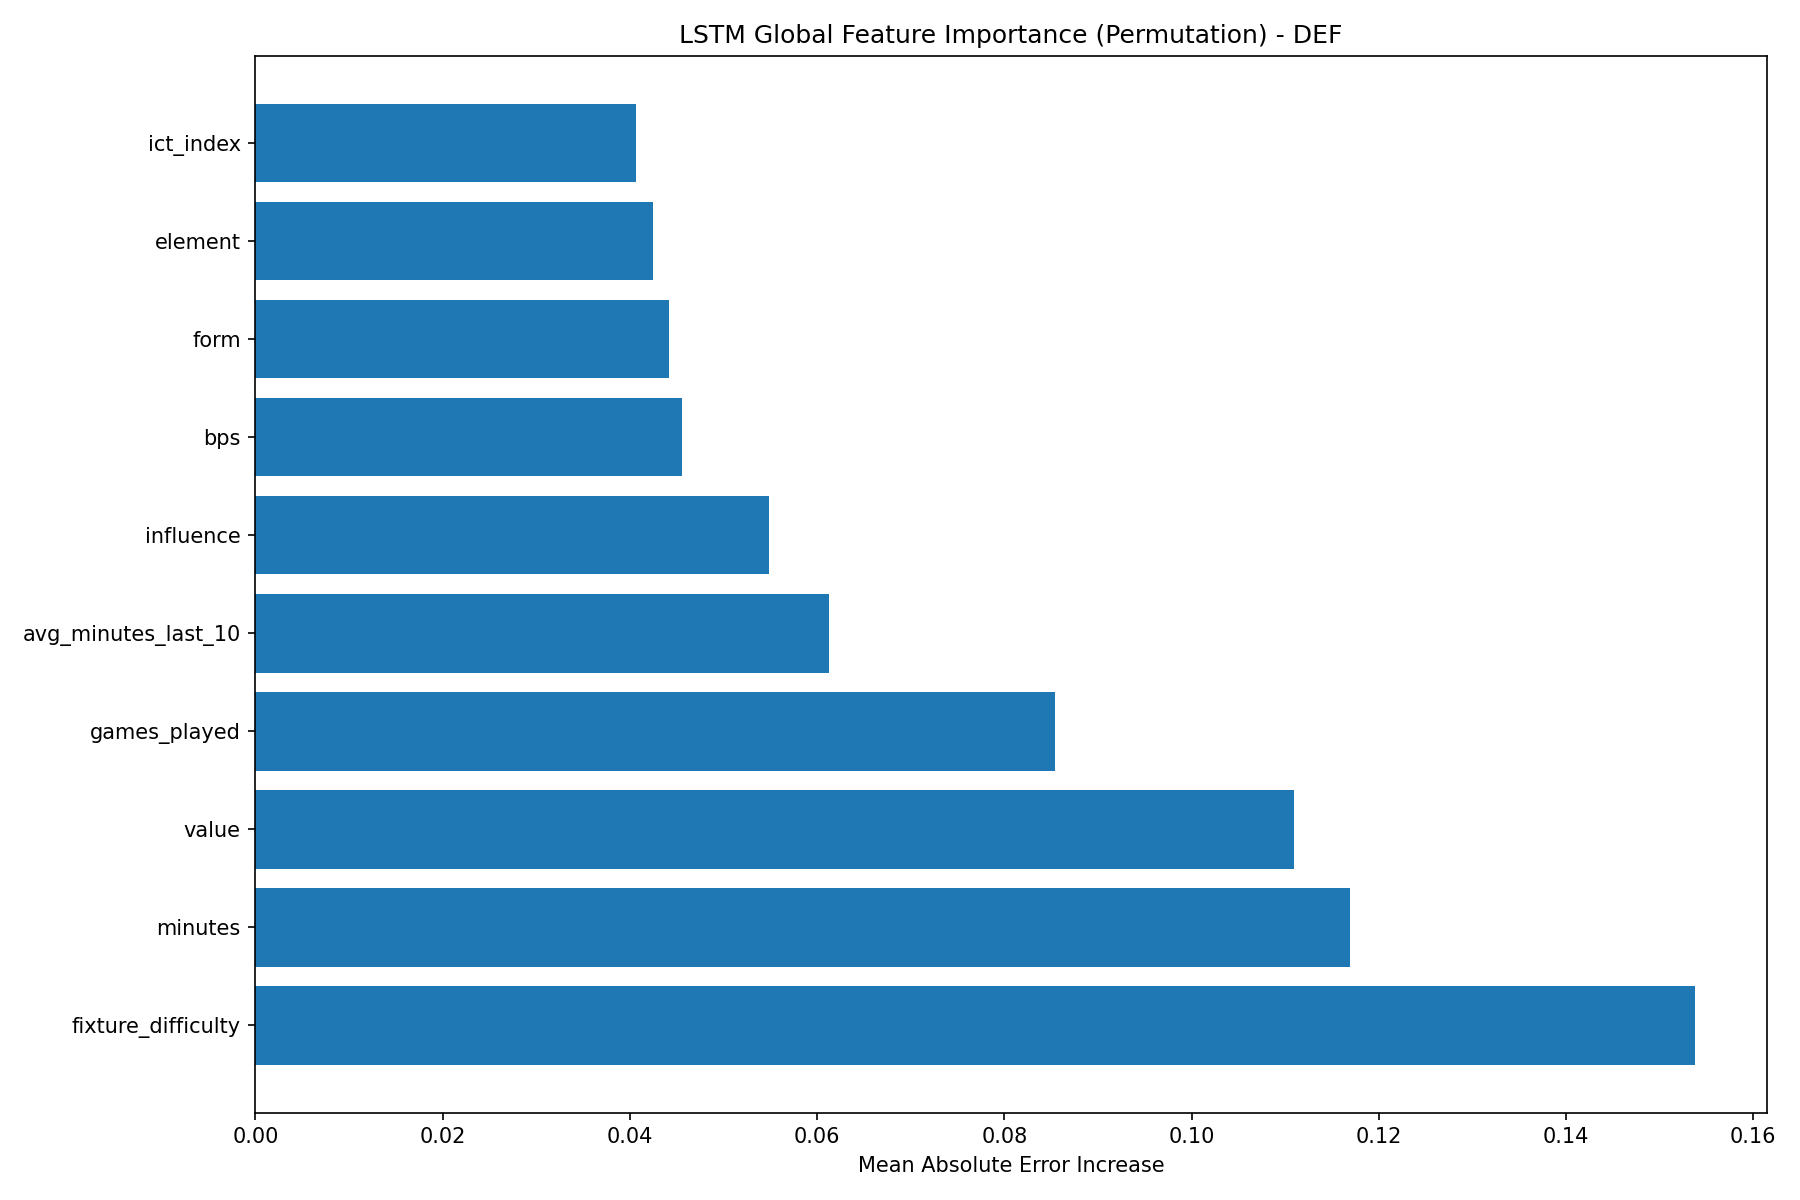 LSTM Global Feature Importance (Permutation) - DEF
ict_index
element
form
bps
influence
avg_minutes_last_10
games_played
value
minutes
fixture_difficulty
0.00 0.02 0.04 0.06 0.08 0.10 0.12 0.14 0.16
Mean Absolute Error Increase